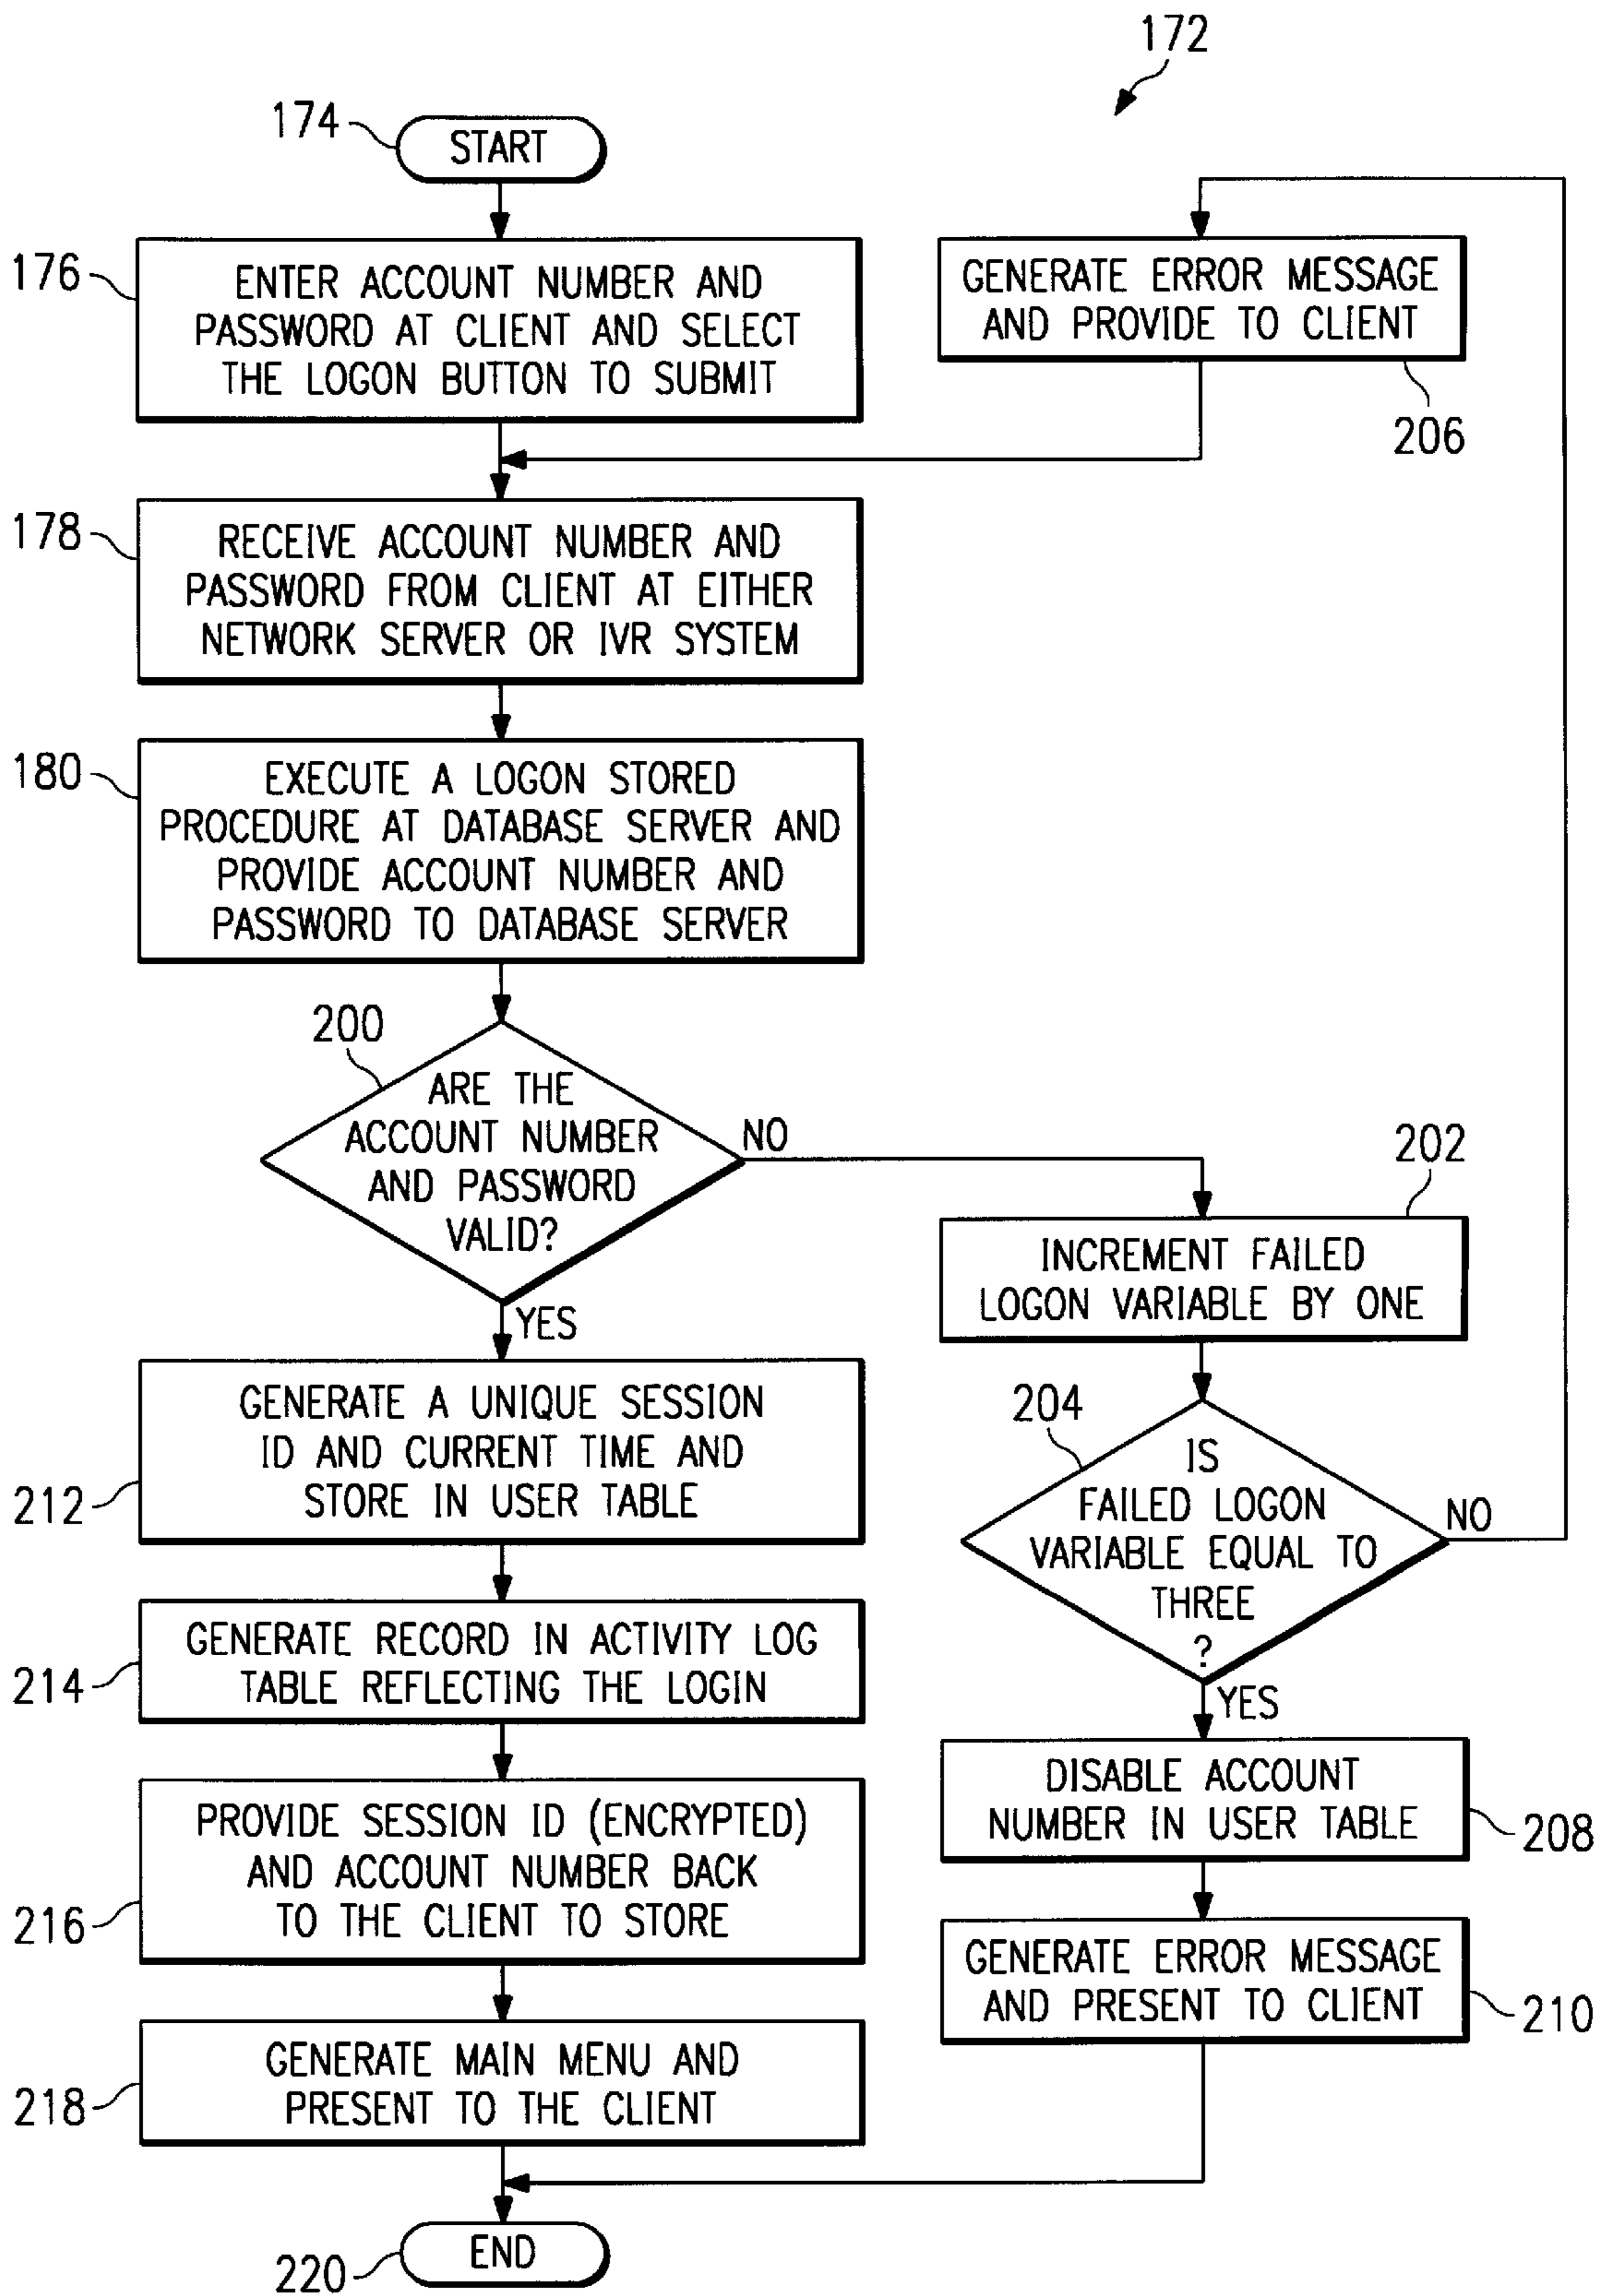 172
174
START
176
ENTER ACCOUNT NUMBER AND
PASSWORD AT CLIENT AND SELECT
THE LOGON BUTTON TO SUBMIT
GENERATE ERROR MESSAGE
AND PROVIDE TO CLIENT
206
178
RECEIVE ACCOUNT NUMBER AND
PASSWORD FROM CLIENT AT EITHER
NETWORK SERVER OR IVR SYSTEM
180
EXECUTE A LOGON STORED
PROCEDURE AT DATABASE SERVER AND
PROVIDE ACCOUNT NUMBER AND
PASSWORD TO DATABASE SERVER
200
ARE THE
ACCOUNT NUMBER
AND PASSWORD
VALID?
NO
YES
202
INCREMENT FAILED
LOGON VARIABLE BY ONE
204
IS
FAILED LOGON
VARIABLE EQUAL TO
THREE
?
NO
YES
212
GENERATE A UNIQUE SESSION
ID AND CURRENT TIME AND
STORE IN USER TABLE
214
GENERATE RECORD IN ACTIVITY LOG
TABLE REFLECTING THE LOGIN
DISABLE ACCOUNT
NUMBER IN USER TABLE
208
216
PROVIDE SESSION ID (ENCRYPTED)
AND ACCOUNT NUMBER BACK
TO THE CLIENT TO STORE
GENERATE ERROR MESSAGE
AND PRESENT TO CLIENT
210
218
GENERATE MAIN MENU AND
PRESENT TO THE CLIENT
220
END